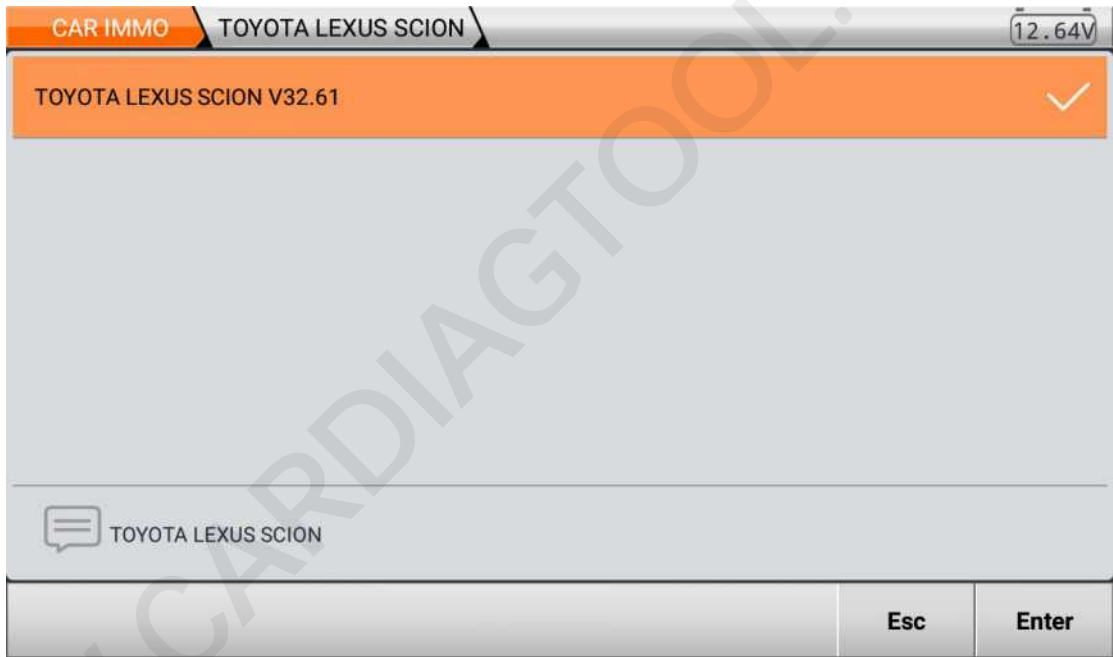 CAR IMMO TOYOTA LEXUS SCION 12.64V
TOYOTA LEXUS SCION V32.61
CARDIAGTOOL.
TOYOTA LEXUS SCION
Esc Enter